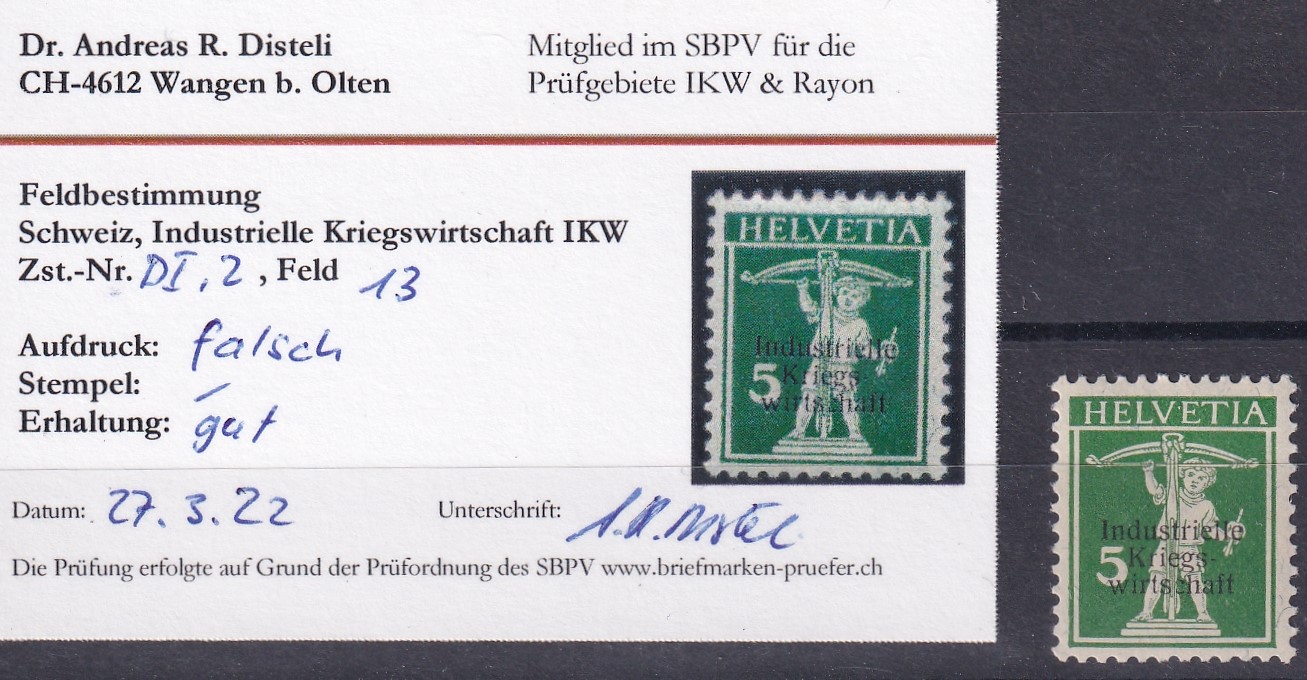 Dr. Andreas R. Disteli
CH-4612 Wangen b. Olten
Mitglied im SBPV für die
Prüfgebiete IKW & Rayon
Feldbestimmung
Schweiz, Industrielle Kriegswirtschaft IKW
Zst.-Nr. DI, 2 , Feld 13
Aufdruck: falsch
Stempel: –
Erhaltung: gut
Datum: 27. 3. 22
Unterschrift: A.R. Disteli
Die Prüfung erfolgte auf Grund der Prüfordnung des SBPV www.briefmarken-pruefer.ch
HELVETIA
Industrielle
5 Kriegs-
wirtschaft
HELVETIA
Industrielle
5 Kriegs-
wirtschaft